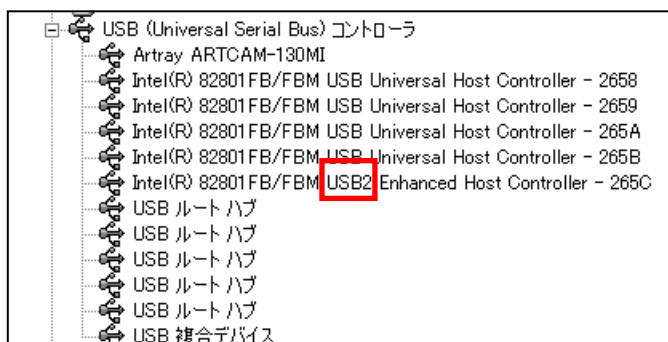 USB (Universal Serial Bus) コントローラ
Artray ARTCAM-130MI
Intel(R) 82801FB/FBM USB Universal Host Controller - 2658
Intel(R) 82801FB/FBM USB Universal Host Controller - 2659
Intel(R) 82801FB/FBM USB Universal Host Controller - 265A
Intel(R) 82801FB/FBM USB Universal Host Controller - 265B
Intel(R) 82801FB/FBM USB2 Enhanced Host Controller - 265C
USB ルート ハブ
USB ルート ハブ
USB ルート ハブ
USB ルート ハブ
USB ルート ハブ
USB 複合デバイス